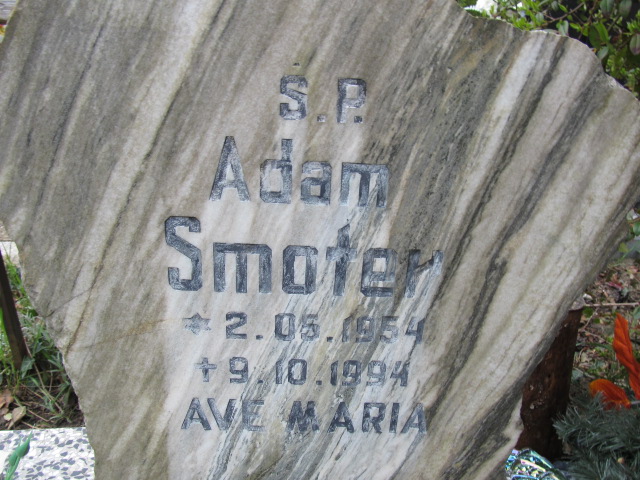 Ś.P.
Adam
Smoter
* 2.05.1954
✝ 9.10.1994
AVE MARIA